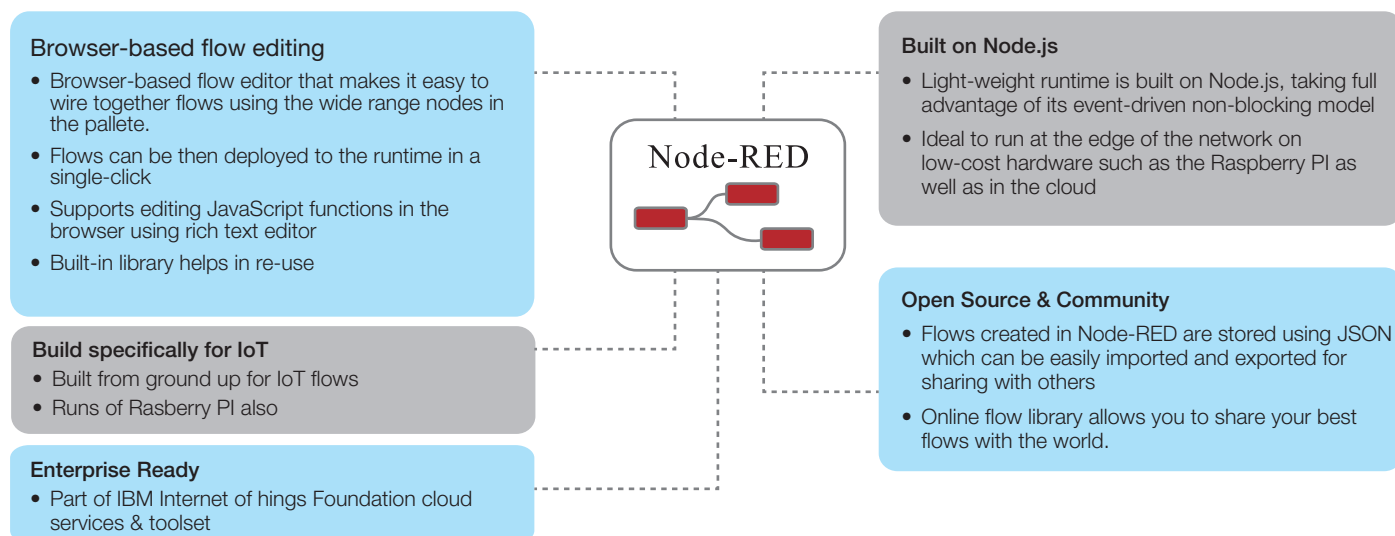 Browser-based flow editing
• Browser-based flow editor that makes it easy to
wire together flows using the wide range nodes in
the pallete.
• Flows can be then deployed to the runtime in a
single-click
• Supports editing JavaScript functions in the
browser using rich text editor
• Built-in library helps in re-use
Build specifically for IoT
• Built from ground up for IoT flows
• Runs of Rasberry PI also
Enterprise Ready
• Part of IBM Internet of hings Foundation cloud
services & toolset
Node-RED
Built on Node.js
• Light-weight runtime is built on Node.js, taking full
advantage of its event-driven non-blocking model
• Ideal to run at the edge of the network on
low-cost hardware such as the Raspberry PI as
well as in the cloud
Open Source & Community
• Flows created in Node-RED are stored using JSON
which can be easily imported and exported for
sharing with others
• Online flow library allows you to share your best
flows with the world.